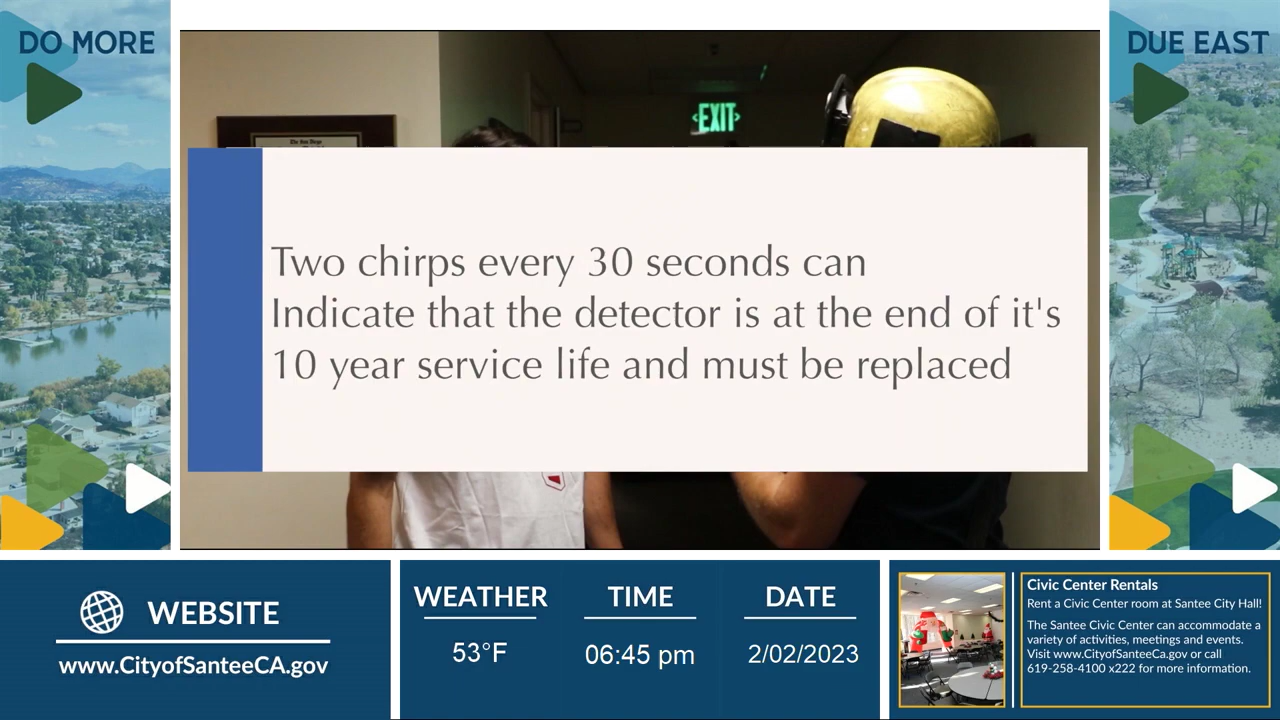 DO MORE
DUE EAST
EXIT
The San Diego
Two chirps every 30 seconds can
Indicate that the detector is at the end of it's
10 year service life and must be replaced
WEBSITE
www.CityofSanteeCA.gov
WEATHER
TIME
DATE
53°F
06:45 pm
2/02/2023
Civic Center Rentals
Rent a Civic Center room at Santee City Hall!
The Santee Civic Center can accommodate a
variety of activities, meetings and events.
Visit www.CityofSanteeCA.gov or call
619-258-4100 x222 for more information.